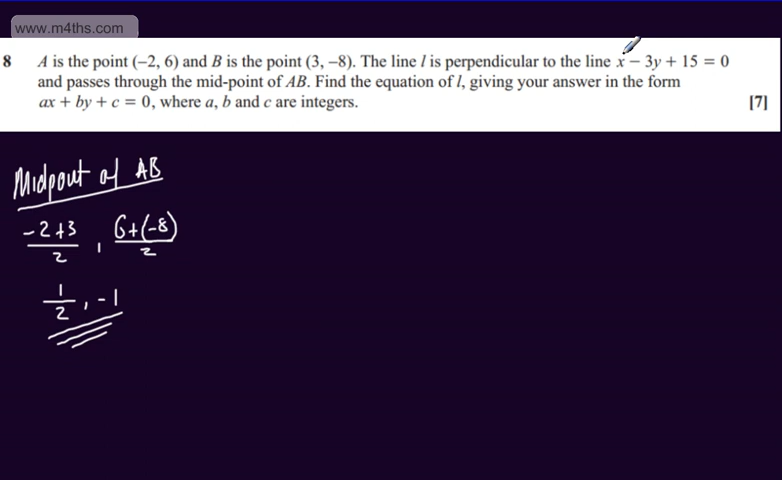 www.m4ths.com
8 A is the point (−2, 6) and B is the point (3, −8). The line l is perpendicular to the line x − 3y + 15 = 0
and passes through the mid-point of AB. Find the equation of l, giving your answer in the form
ax + by + c = 0, where a, b and c are integers. [7]
Midpout of AB
-2+3/2 , 6+(-8)/2
1/2 , -1